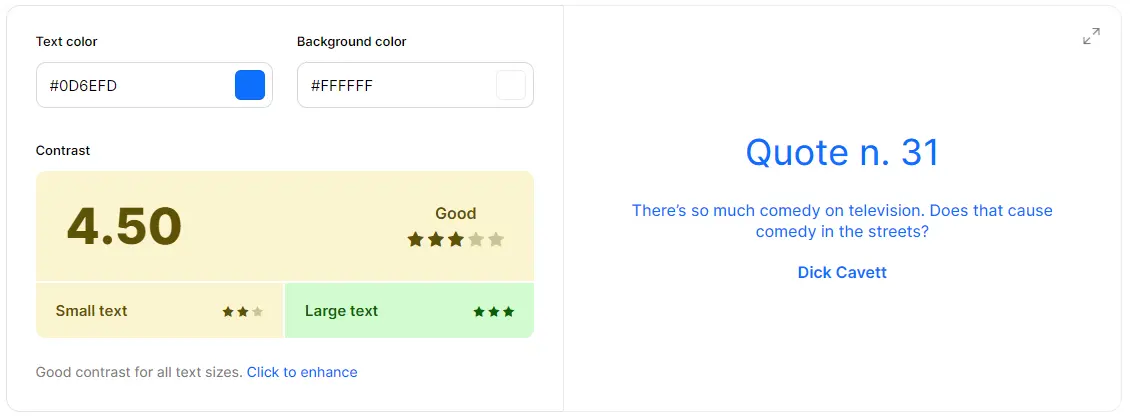 Text color
Background color
#0D6EFD
#FFFFFF
Contrast
4.50
Good
Small text
Large text
Good contrast for all text sizes. Click to enhance
Quote n. 31
There’s so much comedy on television. Does that cause
comedy in the streets?
Dick Cavett